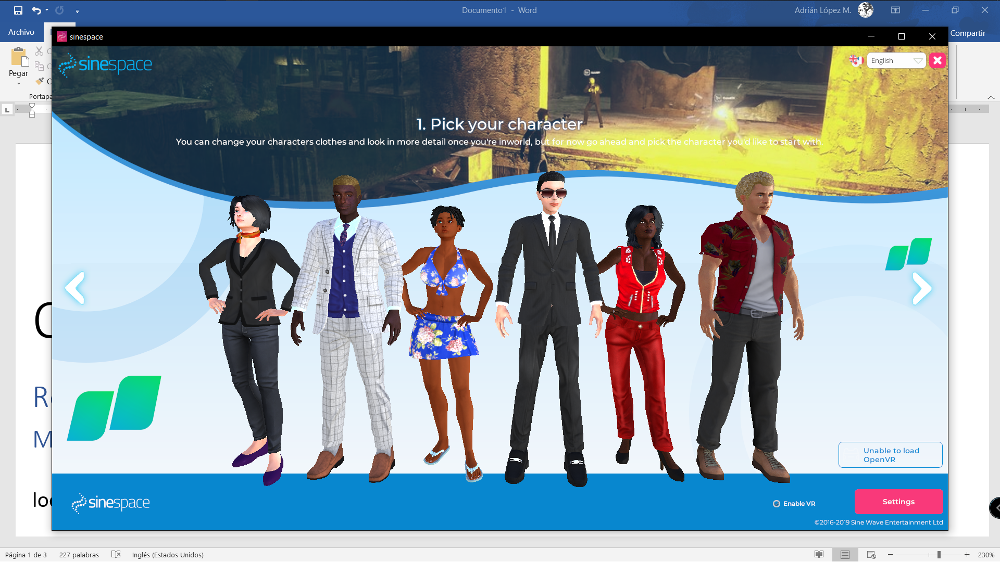 Documento1 - Word
Adrián López M.
Archivo
Compartir
sinespace
Pegar
sinespace
English
1. Pick your character
You can change your characters clothes and look in more detail once you're inworld, but for now go ahead and pick the character you'd like to start with.
Unable to load
OpenVR
sinespace
Enable VR
Settings
©2016-2019 Sine Wave Entertainment Ltd
Página 1 de 3
227 palabras
Inglés (Estados Unidos)
230%